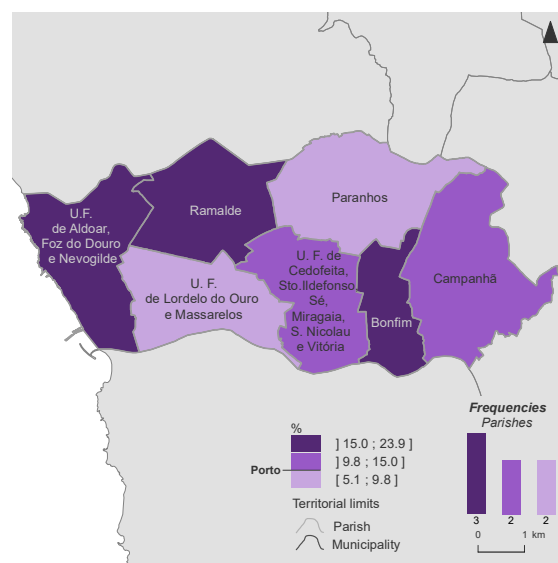 Paranhos
Ramalde
U.F.
de Aldoar,
Foz do Douro
e Nevogilde
U. F. de
Cedofeita,
Sto.Ildefonso,
Sé,
Miragaia,
S. Nicolau
e Vitória
Campanhã
U. F.
de Lordelo do Ouro
e Massarelos
Bonfim
Frequencies
Parishes
%
] 15.0 ; 23.9 ]
] 9.8 ; 15.0 ]
Porto
[ 5.1 ; 9.8 ]
Territorial limits
Parish
Municipality
3 2 2
0 1 km